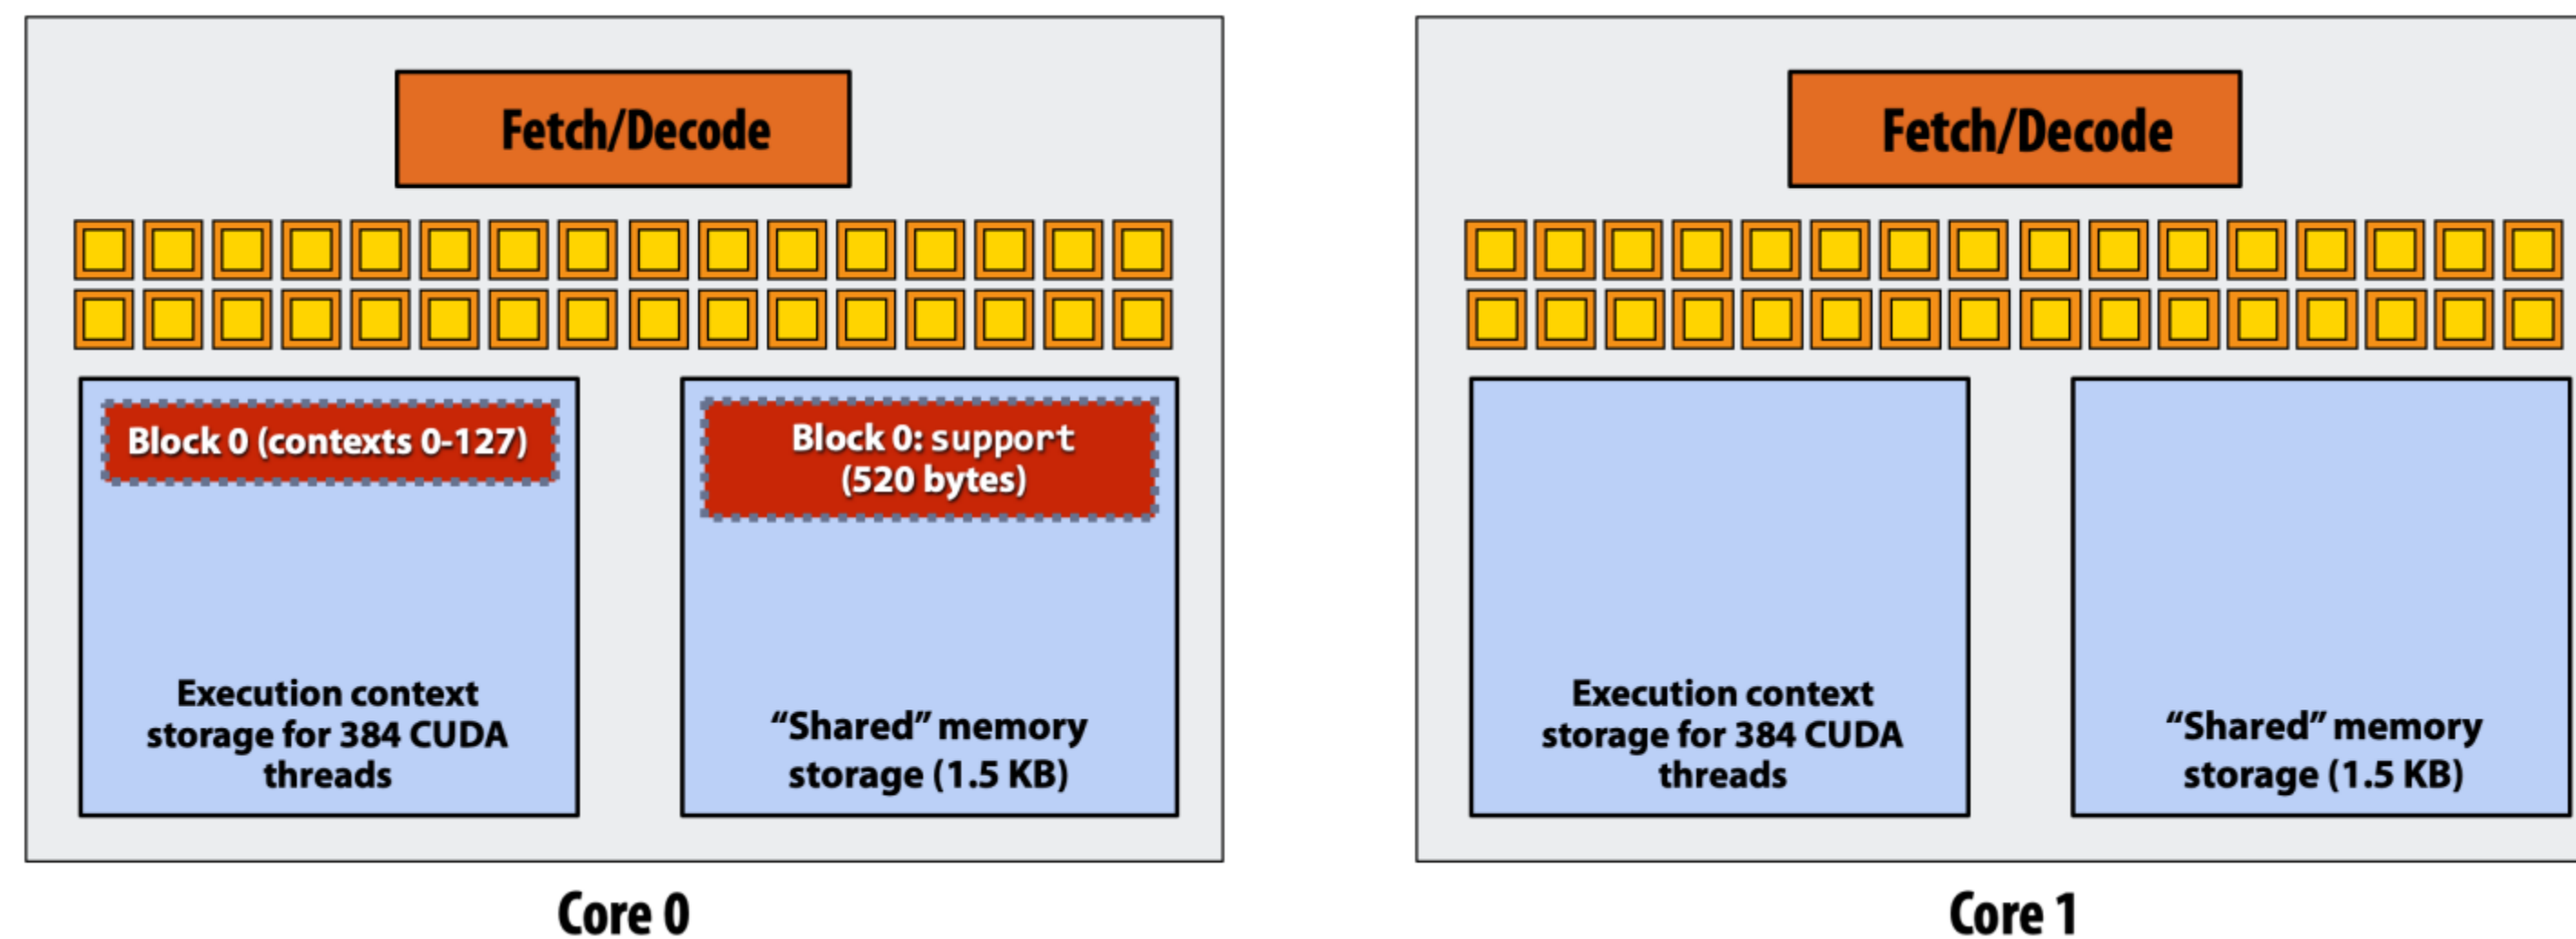 Fetch/Decode
Block 0 (contexts 0-127)
Execution context
storage for 384 CUDA
threads
Block 0: support
(520 bytes)
“Shared” memory
storage (1.5 KB)
Core 0
Fetch/Decode
Execution context
storage for 384 CUDA
threads
“Shared” memory
storage (1.5 KB)
Core 1